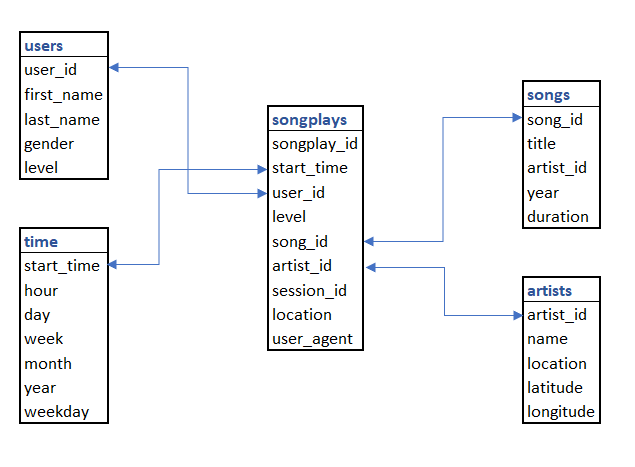 users
user_id
first_name
last_name
gender
level
time
start_time
hour
day
week
month
year
weekday
songplays
songplay_id
start_time
user_id
level
song_id
artist_id
session_id
location
user_agent
songs
song_id
title
artist_id
year
duration
artists
artist_id
name
location
latitude
longitude